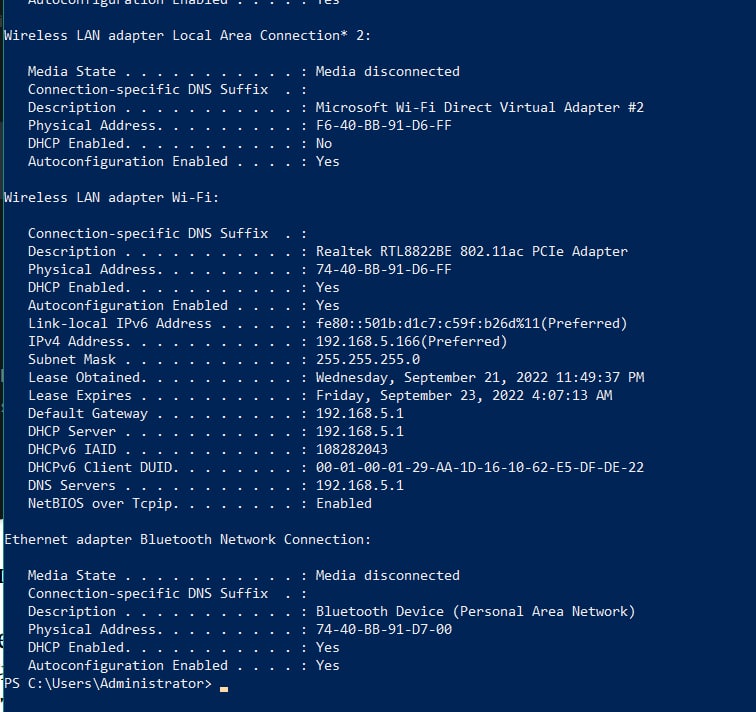 Autoconfiguration Enabled . . . . : Yes
Wireless LAN adapter Local Area Connection* 2:
Media State . . . . . . . . . . . : Media disconnected
Connection-specific DNS Suffix  . :
Description . . . . . . . . . . . : Microsoft Wi-Fi Direct Virtual Adapter #2
Physical Address. . . . . . . . . : F6-40-BB-91-D6-FF
DHCP Enabled. . . . . . . . . . . : No
Autoconfiguration Enabled . . . . : Yes
Wireless LAN adapter Wi-Fi:
Connection-specific DNS Suffix  . :
Description . . . . . . . . . . . : Realtek RTL8822BE 802.11ac PCIe Adapter
Physical Address. . . . . . . . . : 74-40-BB-91-D6-FF
DHCP Enabled. . . . . . . . . . . : Yes
Autoconfiguration Enabled . . . . : Yes
Link-local IPv6 Address . . . . . : fe80::501b:d1c7:c59f:b26d%11(Preferred)
IPv4 Address. . . . . . . . . . . : 192.168.5.166(Preferred)
Subnet Mask . . . . . . . . . . . : 255.255.255.0
Lease Obtained. . . . . . . . . . : Wednesday, September 21, 2022 11:49:37 PM
Lease Expires . . . . . . . . . . : Friday, September 23, 2022 4:07:13 AM
Default Gateway . . . . . . . . . : 192.168.5.1
DHCP Server . . . . . . . . . . . : 192.168.5.1
DHCPv6 IAID . . . . . . . . . . . : 108282043
DHCPv6 Client DUID. . . . . . . . : 00-01-00-01-29-AA-1D-16-10-62-E5-DF-DE-22
DNS Servers . . . . . . . . . . . : 192.168.5.1
NetBIOS over Tcpip. . . . . . . . : Enabled
Ethernet adapter Bluetooth Network Connection:
Media State . . . . . . . . . . . : Media disconnected
Connection-specific DNS Suffix  . :
Description . . . . . . . . . . . : Bluetooth Device (Personal Area Network)
Physical Address. . . . . . . . . : 74-40-BB-91-D7-00
DHCP Enabled. . . . . . . . . . . : Yes
Autoconfiguration Enabled . . . . : Yes
PS C:\Users\Administrator>